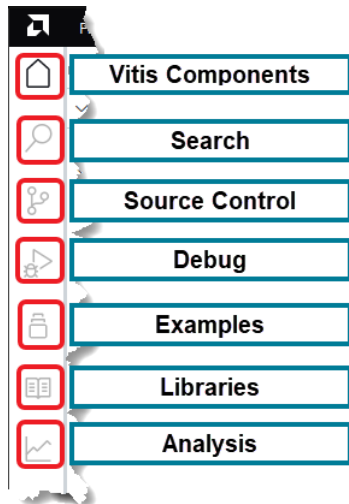 Vitis Components
Search
Source Control
Debug
Examples
Libraries
Analysis